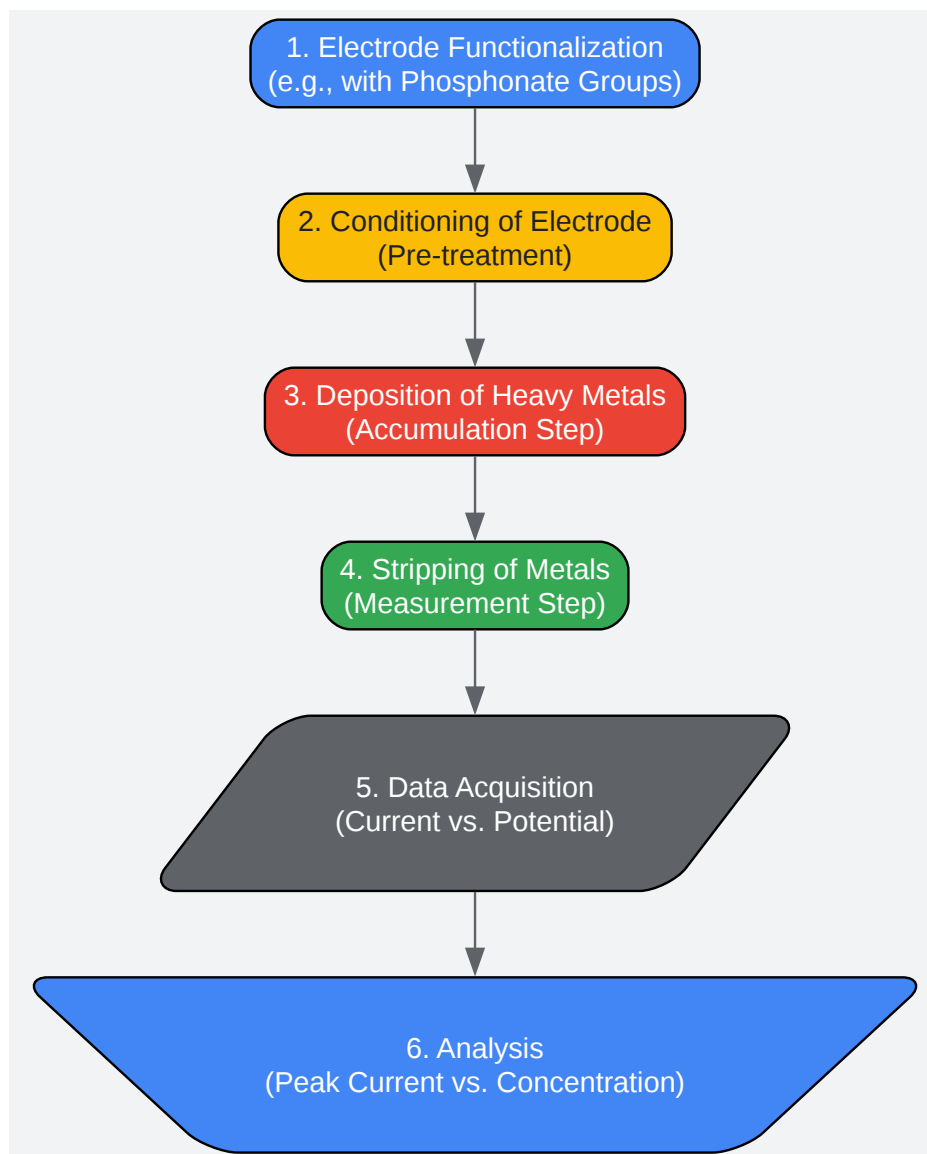 1. Electrode Functionalization
(e.g., with Phosphonate Groups)
2. Conditioning of Electrode
(Pre-treatment)
3. Deposition of Heavy Metals
(Accumulation Step)
4. Stripping of Metals
(Measurement Step)
5. Data Acquisition
(Current vs. Potential)
6. Analysis
(Peak Current vs. Concentration)